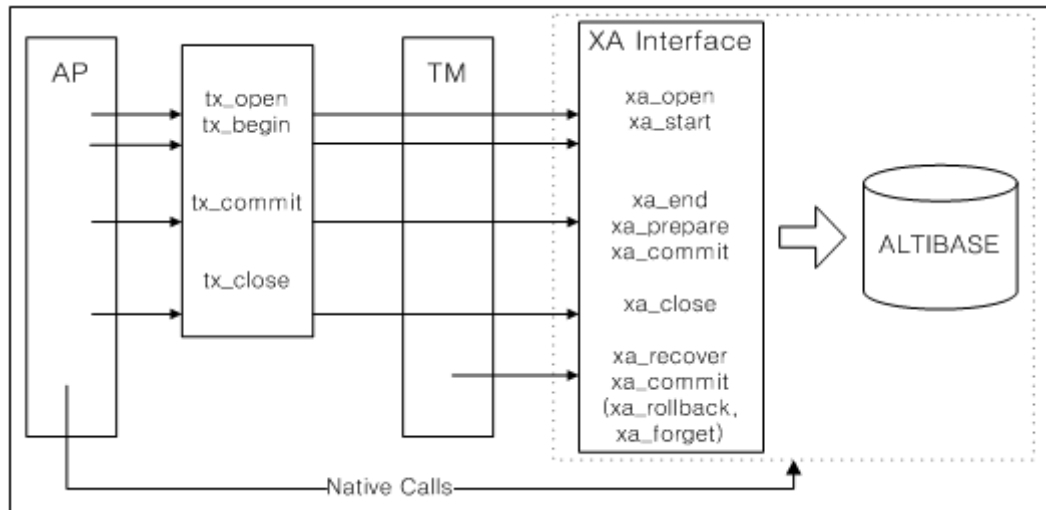 AP
tx_open
tx_begin
tx_commit
tx_close
TM
XA Interface
xa_open
xa_start
xa_end
xa_prepare
xa_commit
xa_close
xa_recover
xa_commit
(xa_rollback,
xa_forget)
ALTIBASE
Native Calls